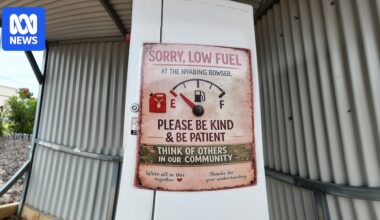 ABC NEWS
SORRY, LOW FUEL
AT THE NYABING BOWSER.
E F
PLEASE BE KIND
& BE PATIENT
THINK OF OTHERS
IN OUR COMMUNITY
We're all in this
together
Thanks for your
understanding